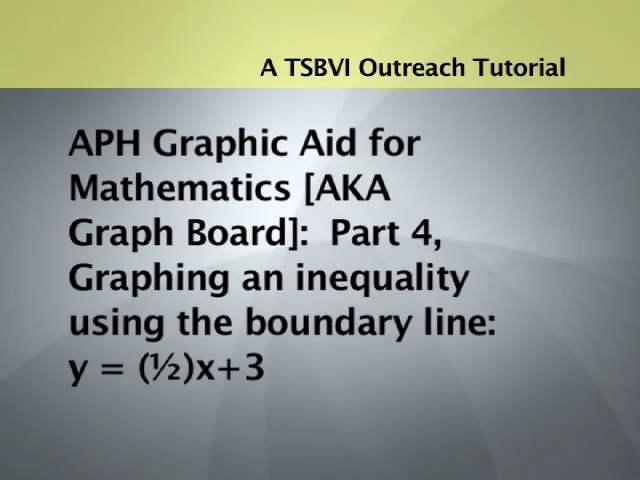 A TSBVI Outreach Tutorial
APH Graphic Aid for
Mathematics [AKA
Graph Board]:  Part 4,
Graphing an inequality
using the boundary line:
y = (½)x+3